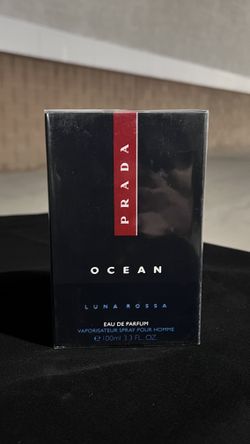 PRADA
OCEAN
LUNA ROSSA
EAU DE PARFUM
VAPORISATEUR SPRAY POUR HOMME
℮ 100ml 3.3 FL. OZ.